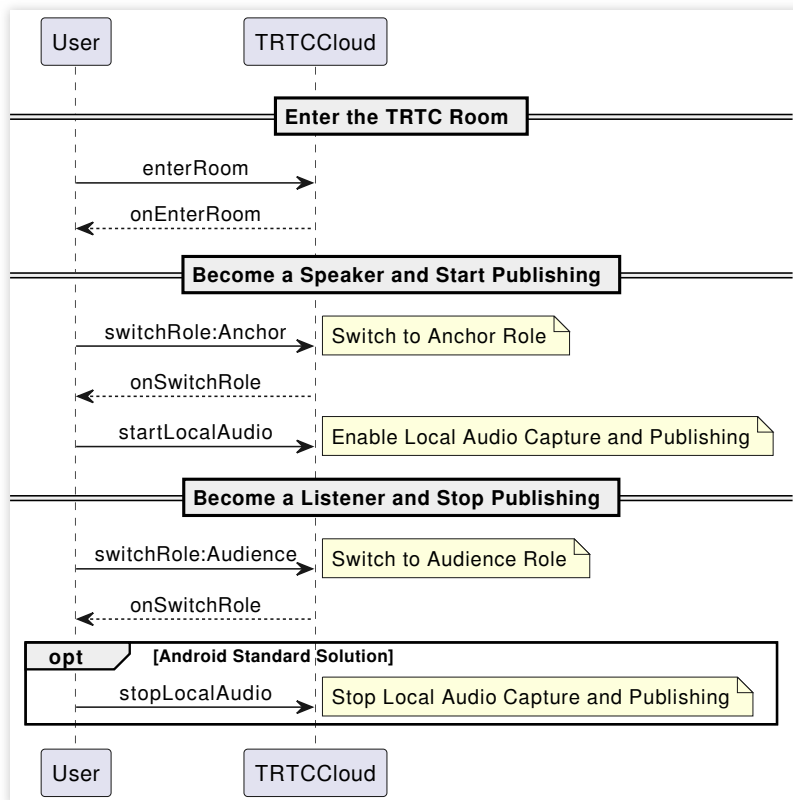 User TRTCCloud
Enter the TRTC Room
enterRoom
onEnterRoom
Become a Speaker and Start Publishing
switchRole:Anchor Switch to Anchor Role
onSwitchRole
startLocalAudio Enable Local Audio Capture and Publishing
Become a Listener and Stop Publishing
switchRole:Audience Switch to Audience Role
onSwitchRole
opt [Android Standard Solution]
stopLocalAudio Stop Local Audio Capture and Publishing
User TRTCCloud